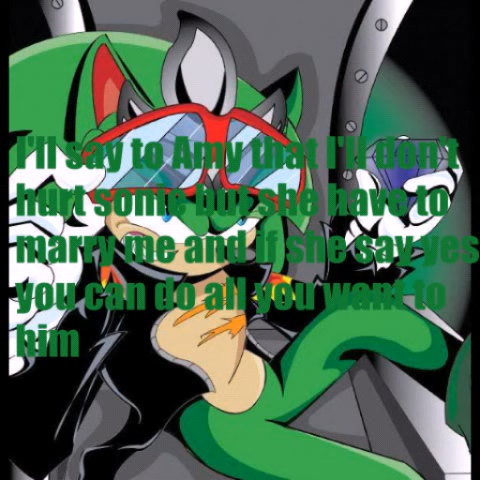 I'll say to Amy that I'll don't
hurt some but she have to
marry me and if she say yes
you can do all you want to
him